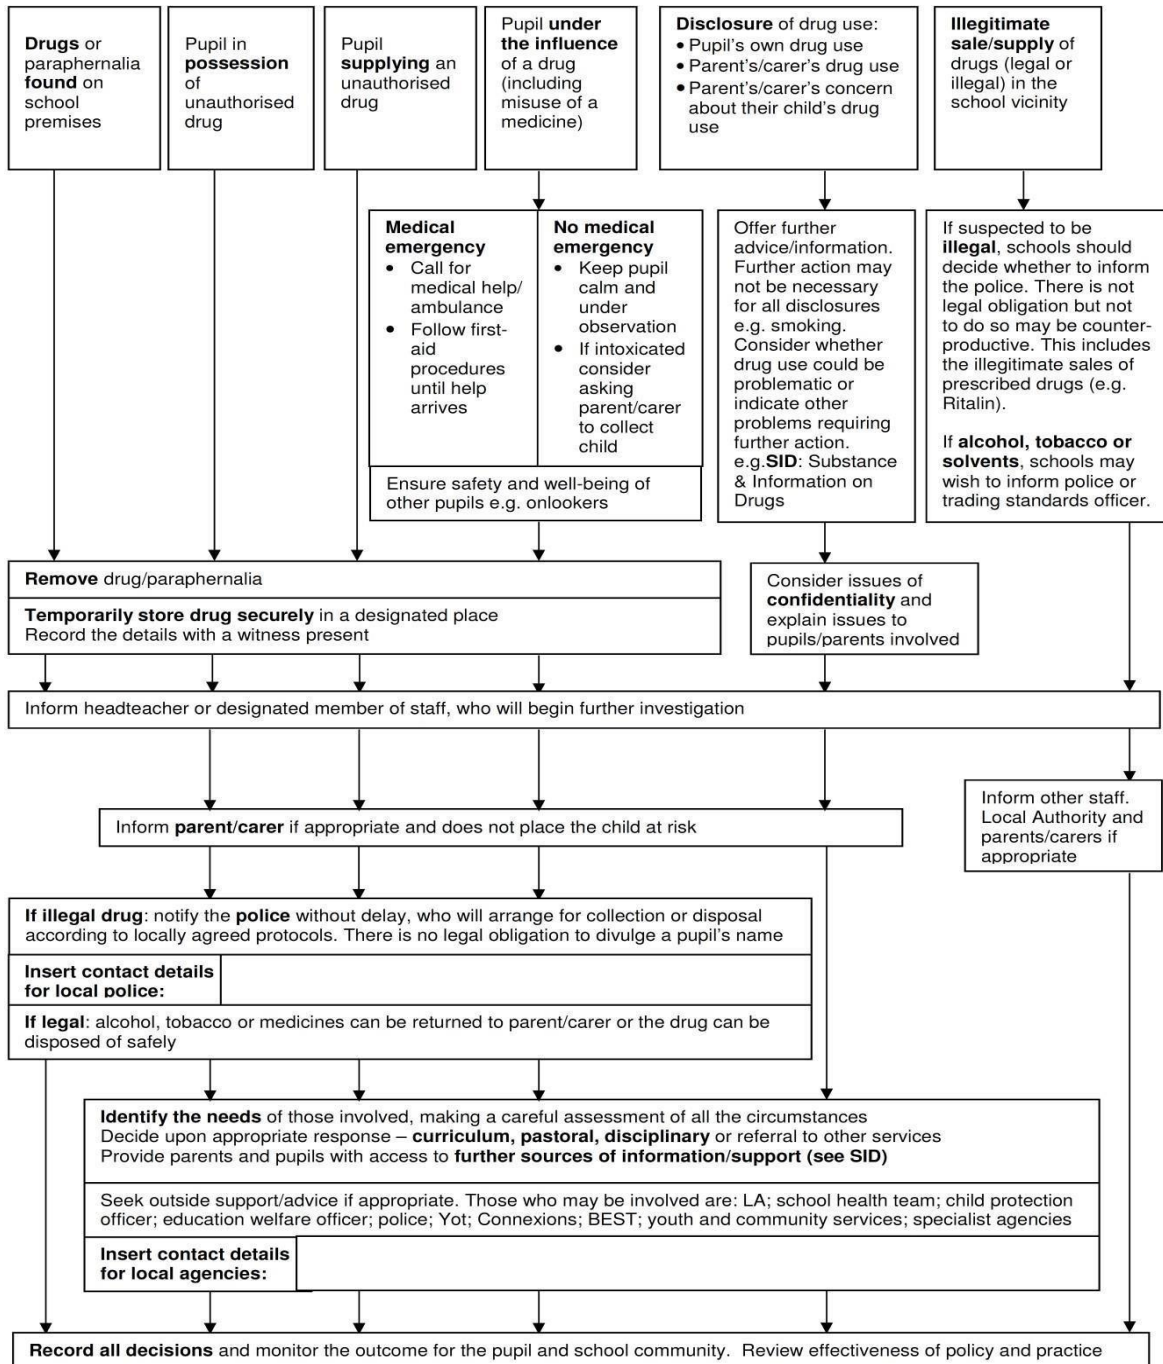 Drugs or
paraphernalia
found on
school
premises
Pupil in
possession
of
unauthorised
drug
Pupil
supplying an
unauthorised
drug
Pupil under
the influence
of a drug
(including
misuse of a
medicine)
Disclosure of drug use:
• Pupil's own drug use
• Parent's/carer's drug use
• Parent's/carer's concern
about their child's drug
use
Illegitimate
sale/supply of
drugs (legal or
illegal) in the
school vicinity
Medical
emergency
• Call for
medical help/
ambulance
• Follow first-
aid
procedures
until help
arrives
No medical
emergency
• Keep pupil
calm and
under
observation
• If intoxicated
consider
asking
parent/carer
to collect
child
Ensure safety and well-being of
other pupils e.g. onlookers
Offer further
advice/information.
Further action may
not be necessary
for all disclosures
e.g. smoking.
Consider whether
drug use could be
problematic or
indicate other
problems requiring
further action.
e.g.SID: Substance
& Information on
Drugs
If suspected to be
illegal, schools should
decide whether to inform
the police. There is not
legal obligation but not
to do so may be counter-
productive. This includes
the illegitimate sales of
prescribed drugs (e.g.
Ritalin).
If alcohol, tobacco or
solvents, schools may
wish to inform police or
trading standards officer.
Remove drug/paraphernalia
Temporarily store drug securely in a designated place
Record the details with a witness present
Consider issues of
confidentiality and
explain issues to
pupils/parents involved
Inform headteacher or designated member of staff, who will begin further investigation
Inform parent/carer if appropriate and does not place the child at risk
Inform other staff.
Local Authority and
parents/carers if
appropriate
If illegal drug: notify the police without delay, who will arrange for collection or disposal
according to locally agreed protocols. There is no legal obligation to divulge a pupil's name
Insert contact details
for local police:
If legal: alcohol, tobacco or medicines can be returned to parent/carer or the drug can be
disposed of safely
Identify the needs of those involved, making a careful assessment of all the circumstances
Decide upon appropriate response – curriculum, pastoral, disciplinary or referral to other services
Provide parents and pupils with access to further sources of information/support (see SID)
Seek outside support/advice if appropriate. Those who may be involved are: LA; school health team; child protection
officer; education welfare officer; police; Yot; Connexions; BEST; youth and community services; specialist agencies
Insert contact details
for local agencies:
Record all decisions and monitor the outcome for the pupil and school community. Review effectiveness of policy and practice